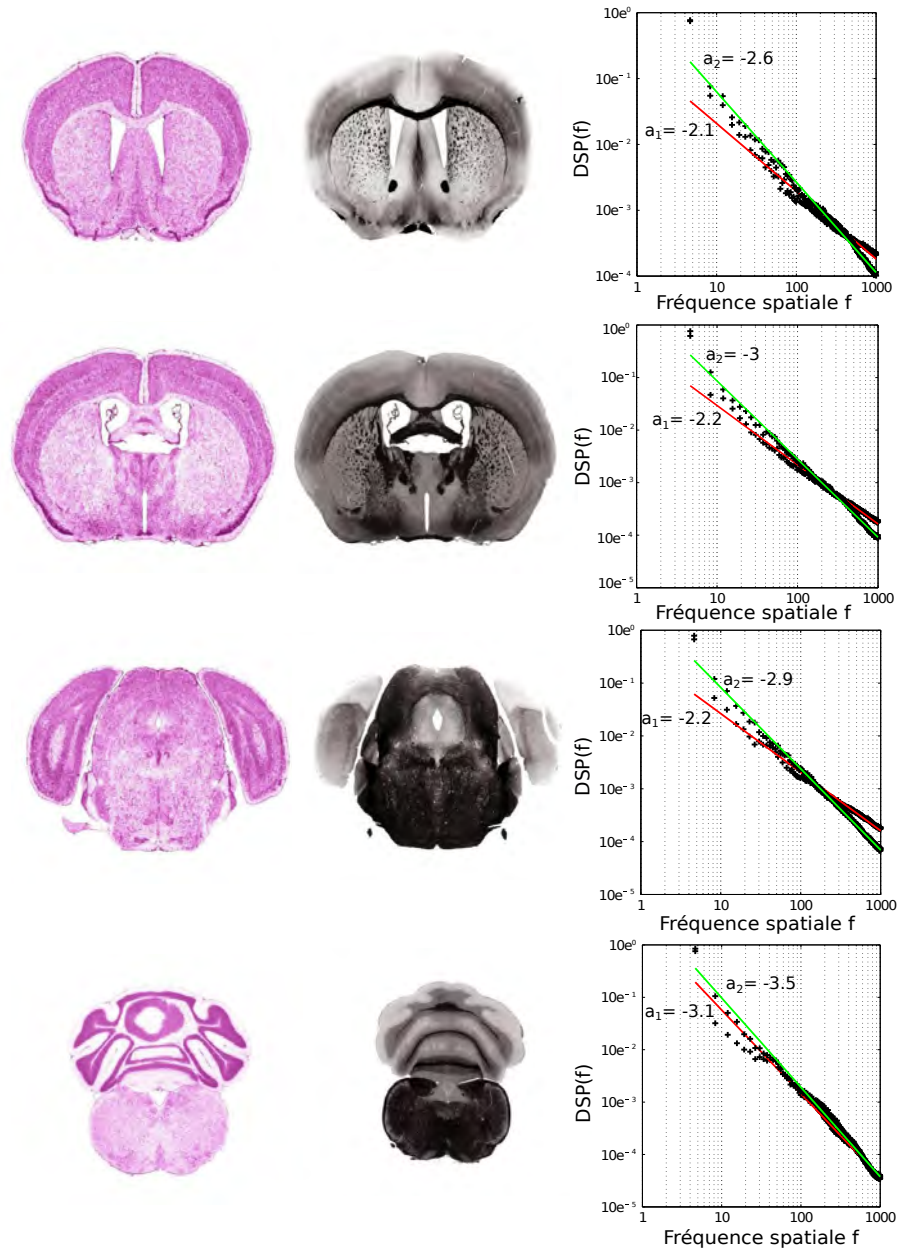 10e⁰
10e⁻¹
10e⁻²
10e⁻³
10e⁻⁴
DSP(f)
a₂= -2.6
a₁= -2.1
1 10 100 1000
Fréquence spatiale f
10e⁰
10e⁻¹
10e⁻²
10e⁻³
10e⁻⁴
10e⁻⁵
DSP(f)
a₂= -3
a₁= -2.2
1 10 100 1000
Fréquence spatiale f
10e⁰
10e⁻¹
10e⁻²
10e⁻³
10e⁻⁴
10e⁻⁵
DSP(f)
a₂= -2.9
a₁= -2.2
1 10 100 1000
Fréquence spatiale f
10e⁰
10e⁻¹
10e⁻²
10e⁻³
10e⁻⁴
10e⁻⁵
DSP(f)
a₂= -3.5
a₁= -3.1
1 10 100 1000
Fréquence spatiale f